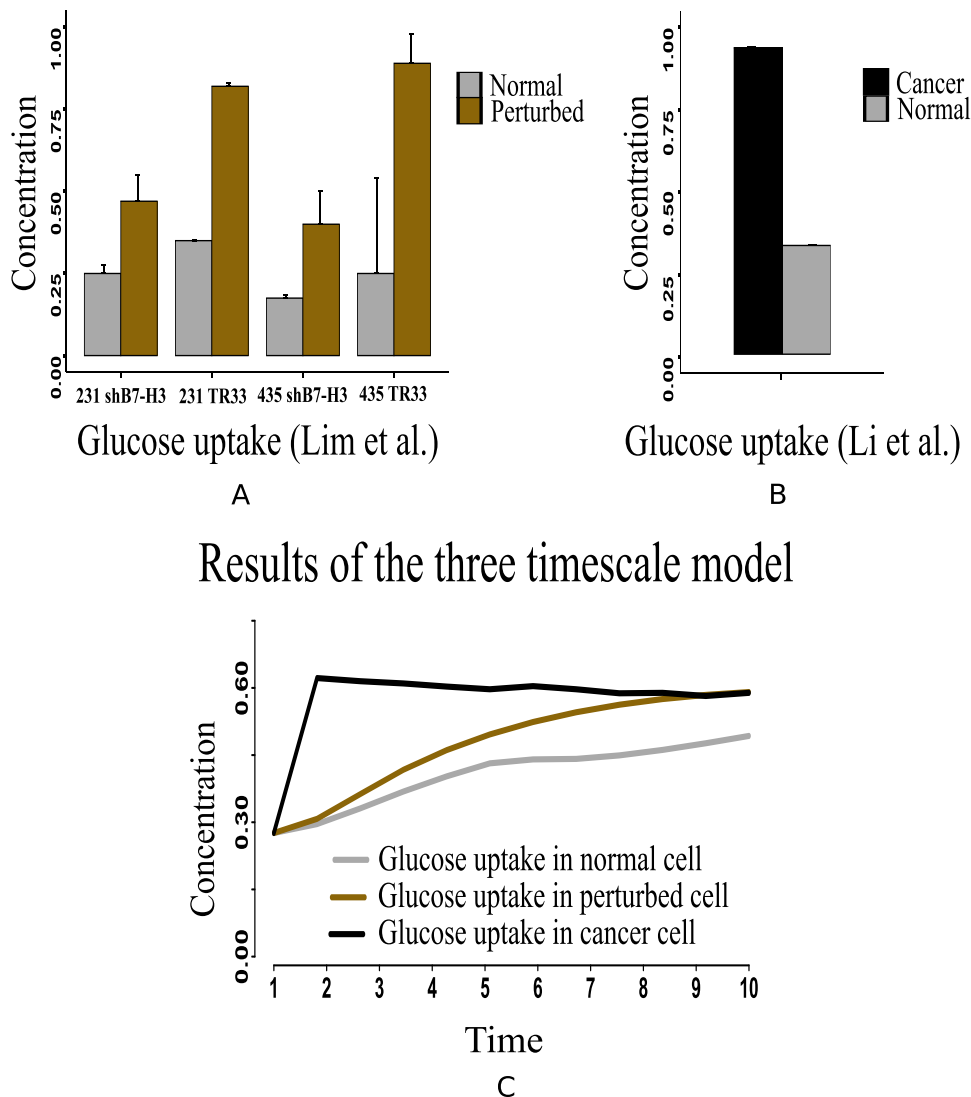 Concentration
1.00
0.75
0.50
0.25
0.00
Normal
Perturbed
231 shB7-H3
231 TR33
435 shB7-H3
435 TR33
Glucose uptake (Lim et al.)
A
Concentration
1.00
0.75
0.50
0.25
0.00
Cancer
Normal
Glucose uptake (Li et al.)
B
Results of the three timescale model
Concentration
0.60
0.30
0.00
Glucose uptake in normal cell
Glucose uptake in perturbed cell
Glucose uptake in cancer cell
1 2 3 4 5 6 7 8 9 10
Time
C